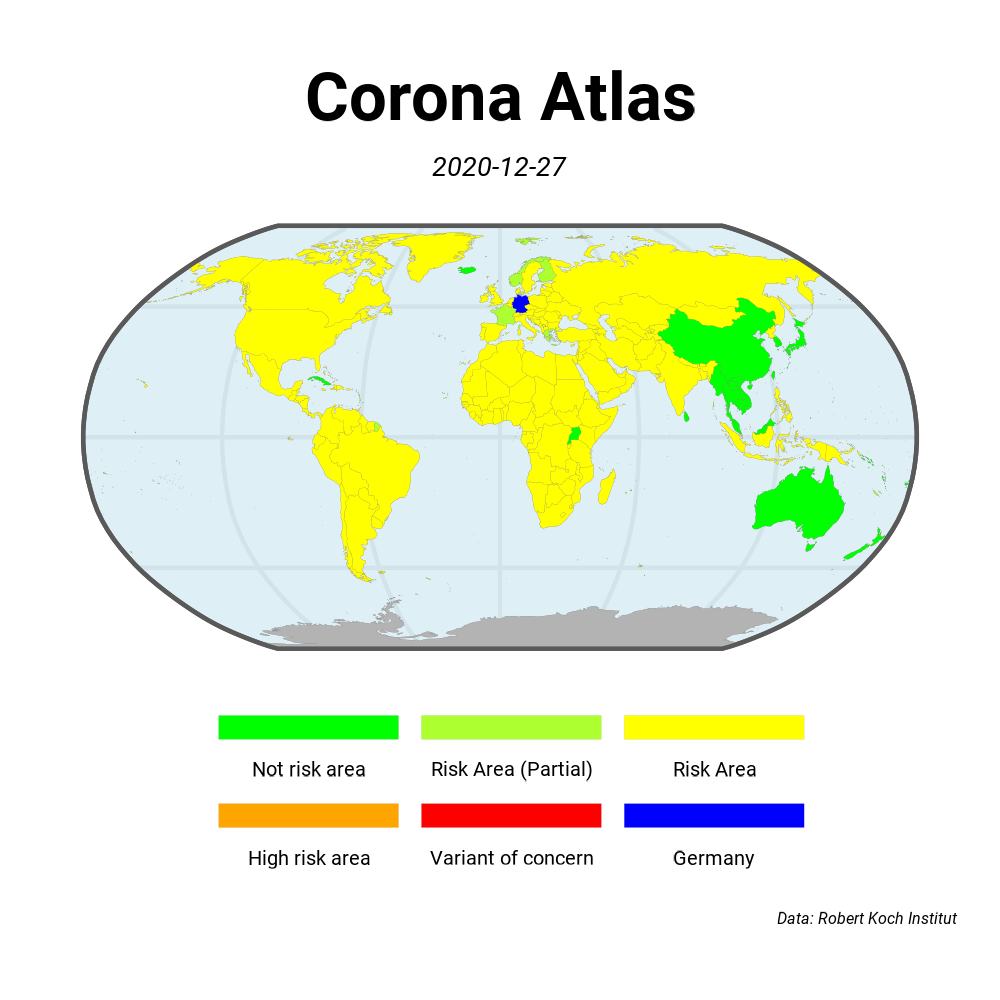 Corona Atlas
2020-12-27
Not risk area
Risk Area (Partial)
Risk Area
High risk area
Variant of concern
Germany
Data: Robert Koch Institut